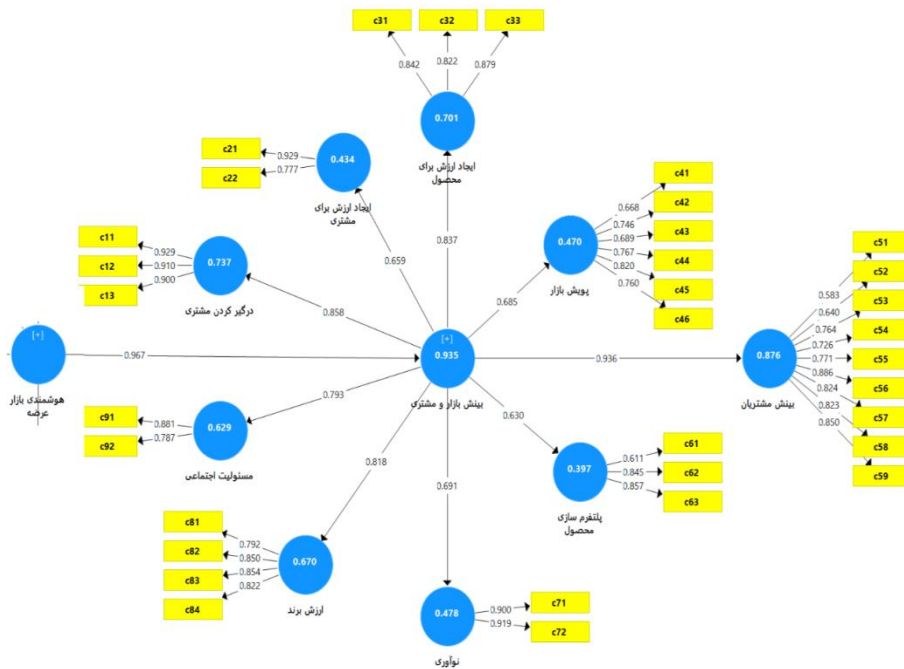 c31
c32
c33
0.842
0.822
0.879
0.701
ایجاد ارزش برای
محصول
c21
c22
0.929
0.777
0.434
ایجاد ارزش برای
مشتری
0.837
0.659
c11
c12
c13
0.929
0.910
0.900
0.737
درگیر کردن مشتری
0.858
c41
c42
c43
c44
c45
c46
0.668
0.746
0.689
0.767
0.820
0.760
0.470
پویش بازار
0.685
[+]
هوشمندی بازار
عرضه
0.967
[+]
0.935
بینش بازار و مشتری
0.936
0.876
بینش مشتریان
c51
c52
c53
c54
c55
c56
c57
c58
c59
0.583
0.640
0.764
0.726
0.771
0.886
0.824
0.823
0.850
c91
c92
0.881
0.787
0.629
مسئولیت اجتماعی
0.793
0.630
0.397
پلتفرم سازی
محصول
c61
c62
c63
0.611
0.845
0.857
0.818
0.691
c81
c82
c83
c84
0.792
0.850
0.854
0.822
0.670
ارزش برند
0.478
نوآوری
c71
c72
0.900
0.919